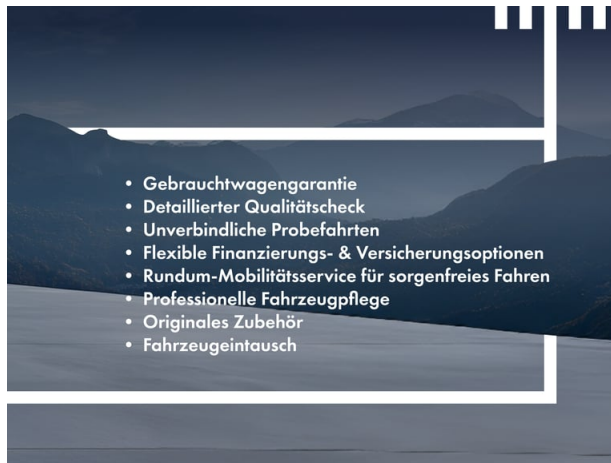 • Gebrauchtwagengarantie
• Detaillierter Qualitätscheck
• Unverbindliche Probefahrten
• Flexible Finanzierungs- & Versicherungsoptionen
• Rundum-Mobilitätsservice für sorgenfreies Fahren
• Professionelle Fahrzeugpflege
• Originales Zubehör
• Fahrzeugeintausch